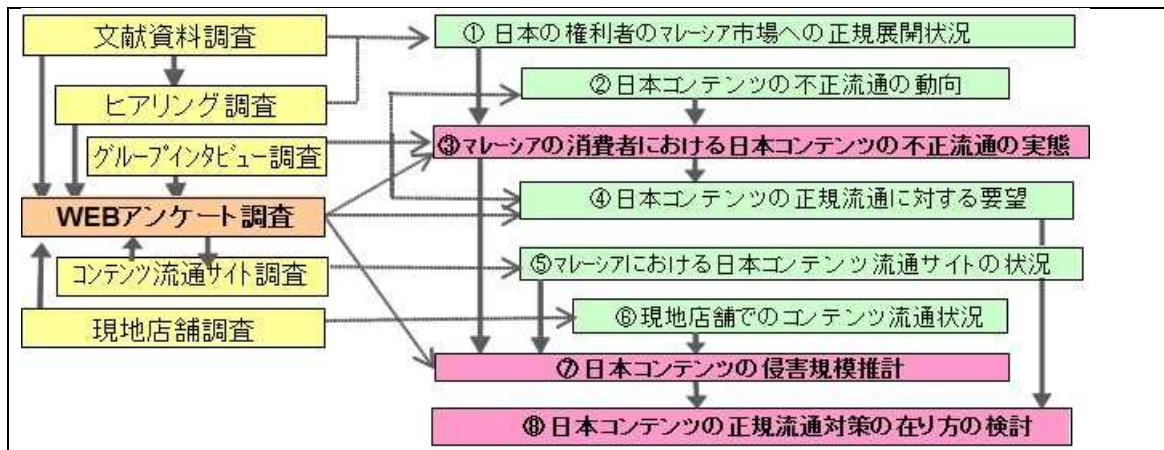 文献資料調査
① 日本の権利者のマレーシア市場への正規展開状況
②日本コンテンツの不正流通の動向
ヒアリング調査
③マレーシアの消費者における日本コンテンツの不正流通の実態
グループインタビュー調査
④日本コンテンツの正規流通に対する要望
WEBアンケート調査
⑤マレーシアにおける日本コンテンツ流通サイトの状況
コンテンツ流通サイト調査
⑥現地店舗でのコンテンツ流通状況
現地店舗調査
⑦日本コンテンツの侵害規模推計
⑧日本コンテンツの正規流通対策の在り方の検討